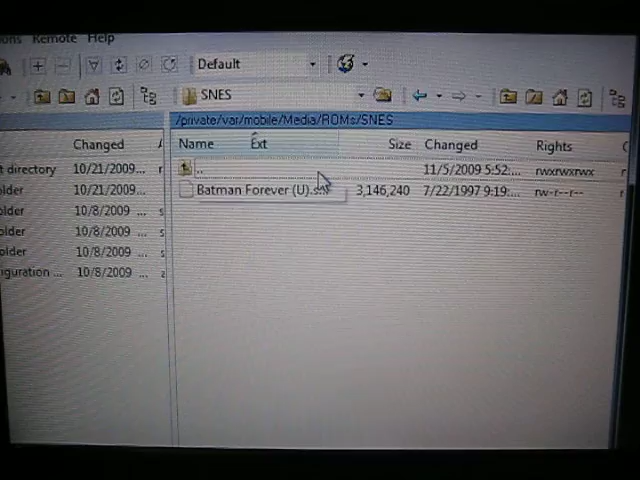 Remote Help
Default
SNES
/private/var/mobile/Media/ROMs/SNES
Changed
Name Ext Size Changed Rights
t directory 10/21/2009 ...
.. 11/5/2009 5:52:... rwxrwxrwx
older 10/21/2009 ...
Batman Forever (U).s 3,146,240 7/22/1997 9:19:... rw-r--r--
older 10/8/2009 ...
older 10/8/2009 ...
older 10/8/2009 ...
iguration ... 10/8/2009 ...